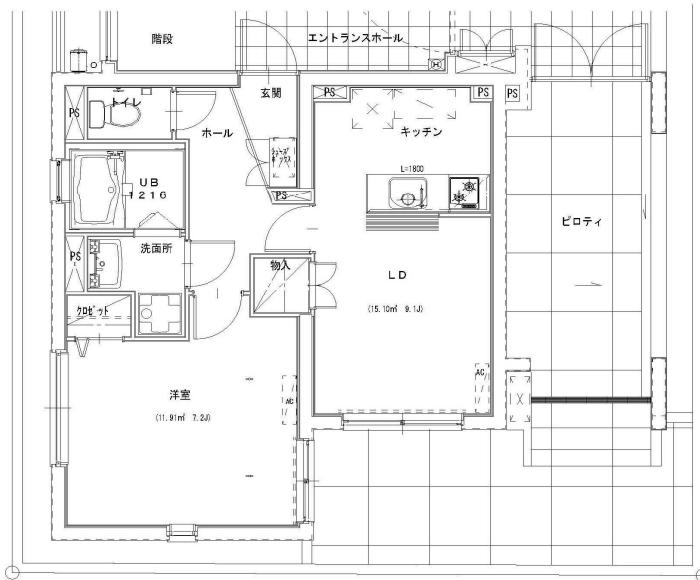 階段
エントランスホール
玄関
PS
トイレ
ホール
シューズボックス
PS
キッチン
PS
PS
L=1800
UB
1216
PS
ピロティ
洗面所
PS
物入
LD
(15.10㎡ 9.1J)
クロゼット
洋室
(11.91㎡ 7.2J)
AC
AC